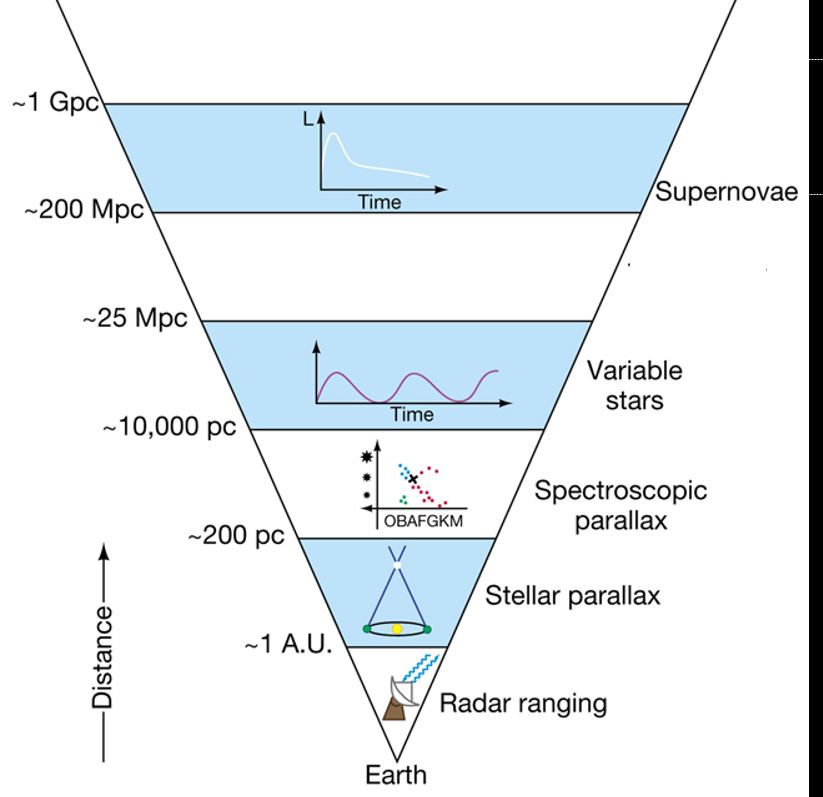 ~1 Gpc
L
Time
Supernovae
~200 Mpc
~25 Mpc
Variable
stars
Time
~10,000 pc
Spectroscopic
parallax
OBAFGKM
~200 pc
Stellar parallax
Distance
~1 A.U.
Radar ranging
Earth